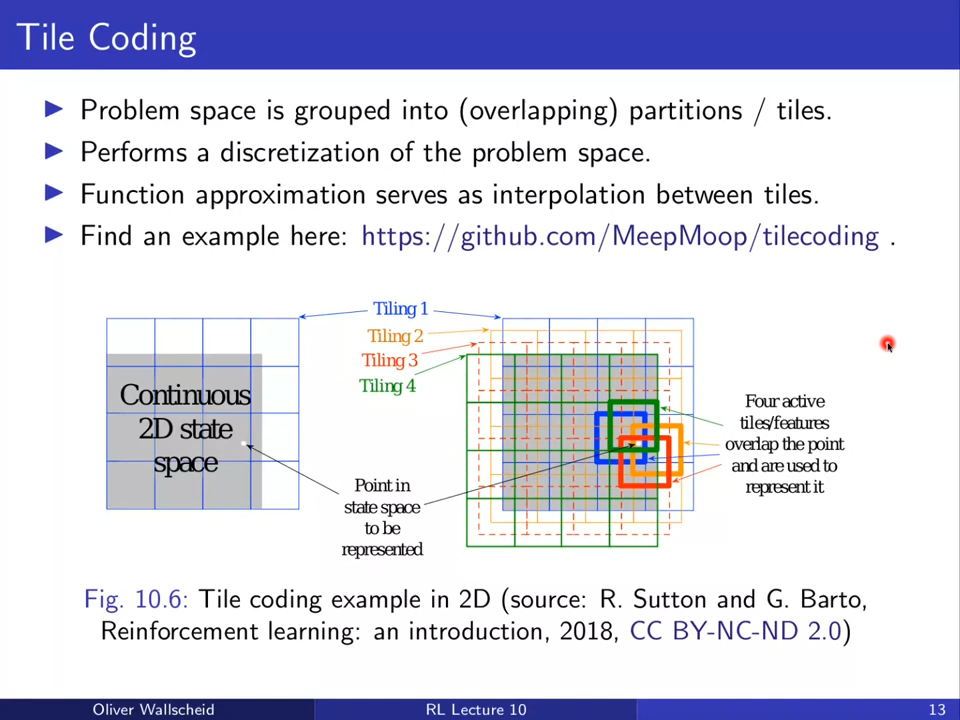 Tile Coding
Problem space is grouped into (overlapping) partitions / tiles.
Performs a discretization of the problem space.
Function approximation serves as interpolation between tiles.
Find an example here: https://github.com/MeepMoop/tilecoding .
Tiling 1
Tiling 2
Tiling 3
Tiling 4
Continuous
2D state
space
Point in
state space
to be
represented
Four active
tiles/features
overlap the point
and are used to
represent it
Fig. 10.6: Tile coding example in 2D (source: R. Sutton and G. Barto,
Reinforcement learning: an introduction, 2018, CC BY-NC-ND 2.0)
Oliver Wallscheid
RL Lecture 10
13